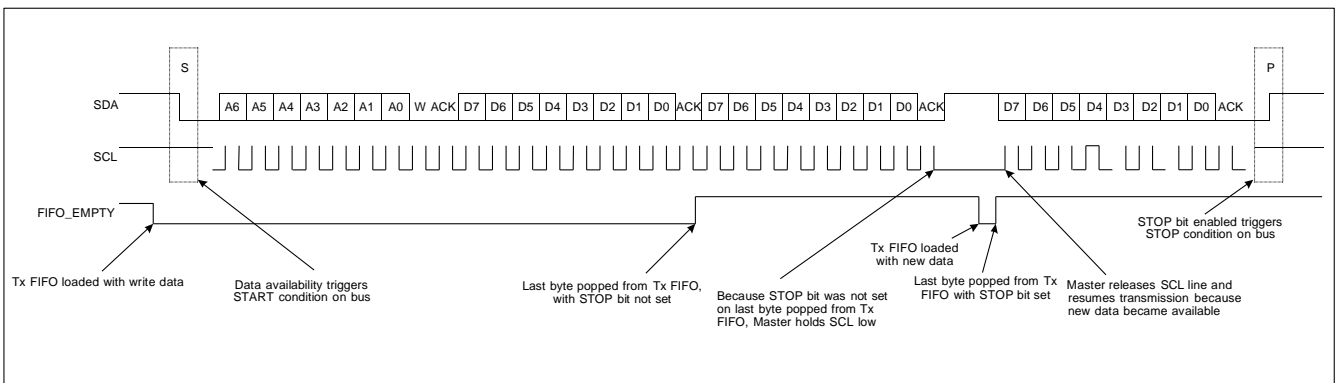 S
P
SDA
A6 A5 A4 A3 A2 A1 A0 W ACK D7 D6 D5 D4 D3 D2 D1 D0 ACK D7 D6 D5 D4 D3 D2 D1 D0 ACK D7 D6 D5 D4 D3 D2 D1 D0 ACK
SCL
FIFO_EMPTY
Tx FIFO loaded with write data
Data availability triggers
START condition on bus
Last byte popped from Tx FIFO,
with STOP bit not set
Because STOP bit was not set
on last byte popped from Tx
FIFO, Master holds SCL low
Tx FIFO loaded
with new data
Last byte popped from Tx
FIFO with STOP bit set
Master releases SCL line and
resumes transmission because
new data became available
STOP bit enabled triggers
STOP condition on bus